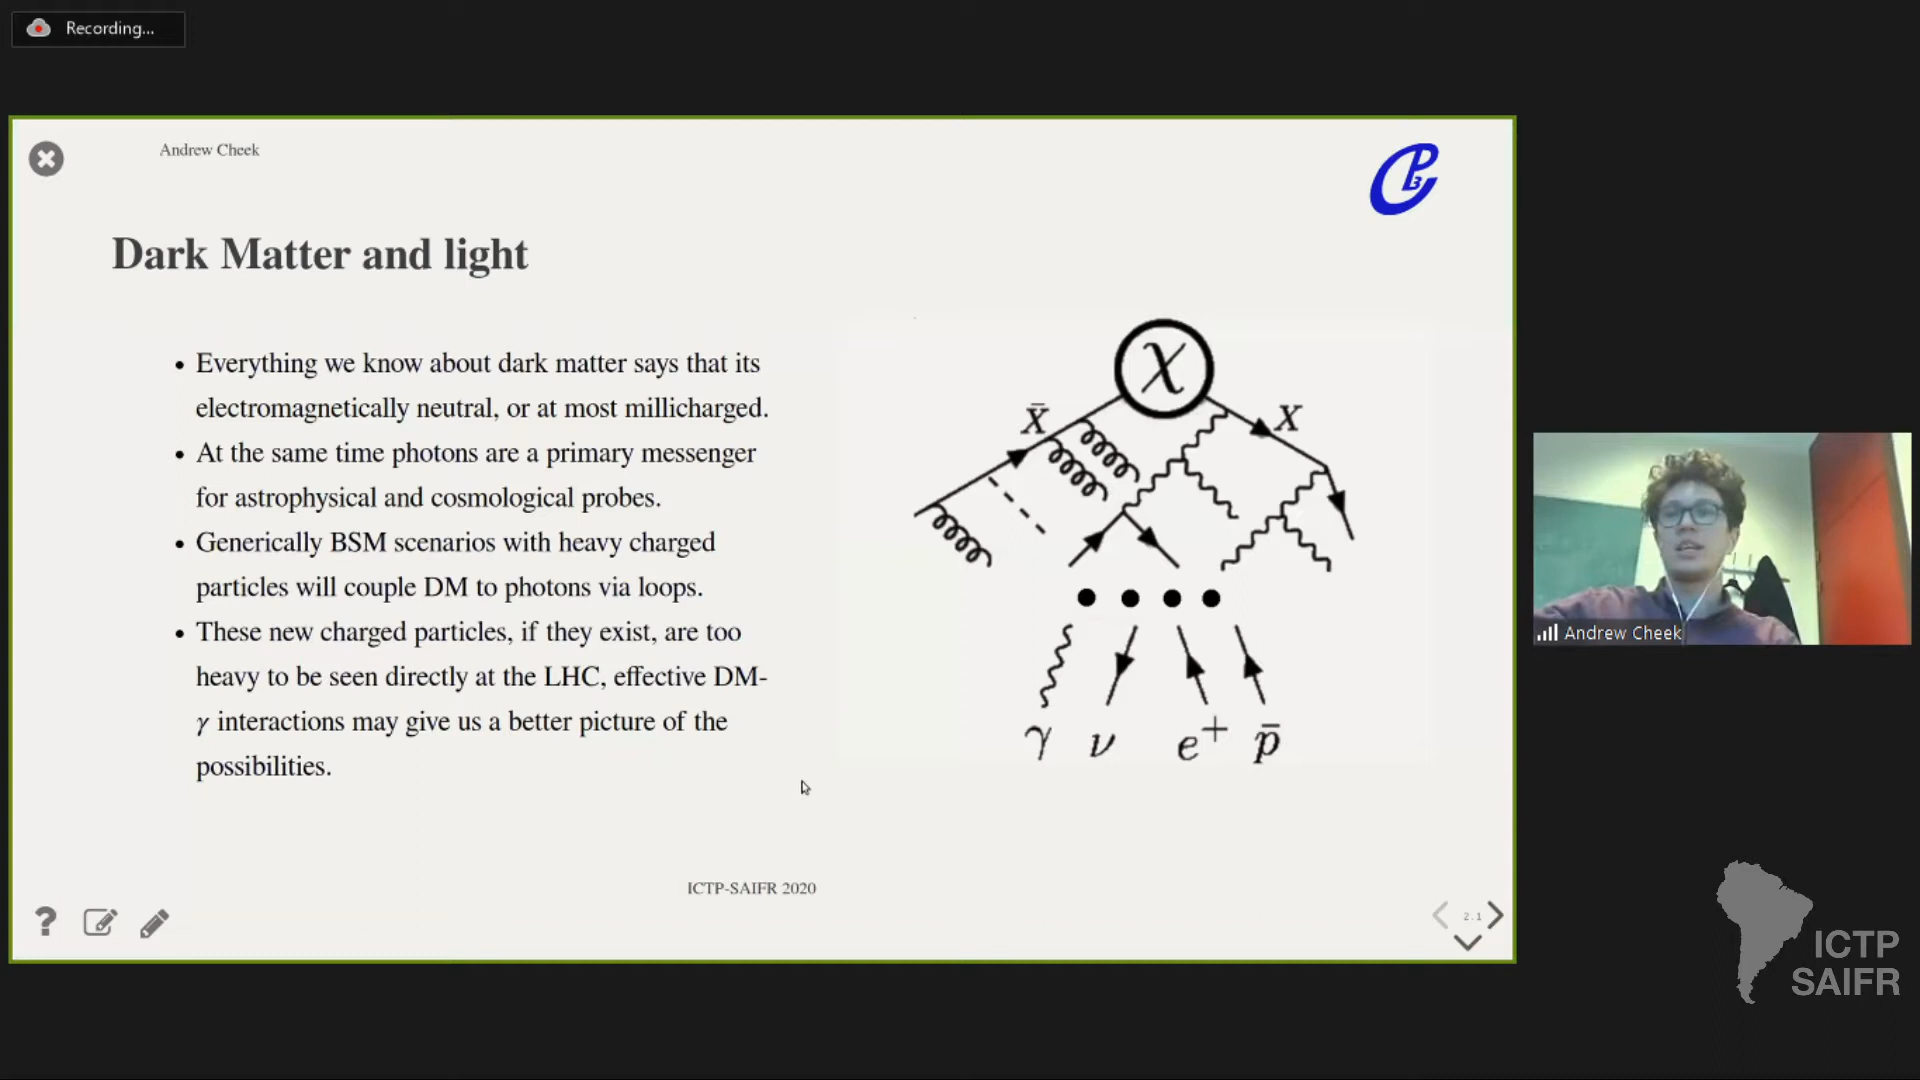 Recording...
Andrew Cheek
CP3
Dark Matter and light
• Everything we know about dark matter says that its
electromagnetically neutral, or at most millicharged.
• At the same time photons are a primary messenger
for astrophysical and cosmological probes.
• Generically BSM scenarios with heavy charged
particles will couple DM to photons via loops.
• These new charged particles, if they exist, are too
heavy to be seen directly at the LHC, effective DM-
γ interactions may give us a better picture of the
possibilities.
χ
X̄
X
γ ν e⁺ p̄
ICTP-SAIFR 2020
?
2.1
Andrew Cheek
ICTP
SAIFR